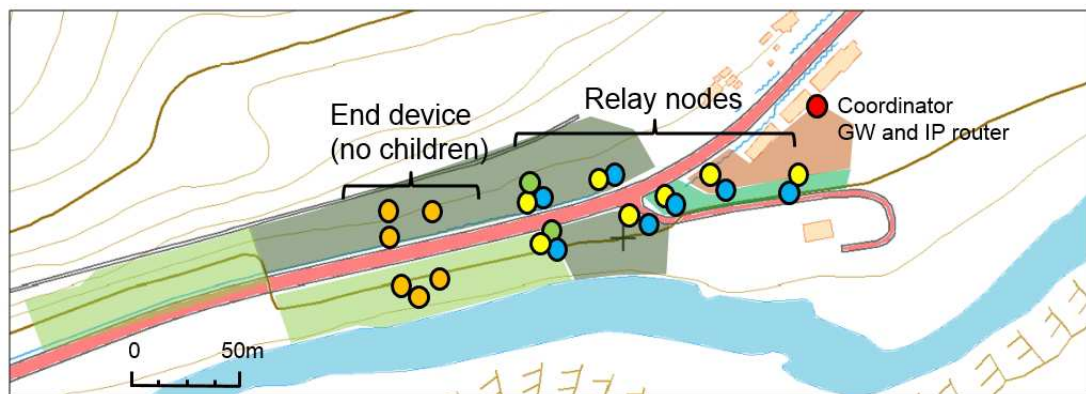 End device
(no children)
Relay nodes
Coordinator
GW and IP router
0 50m